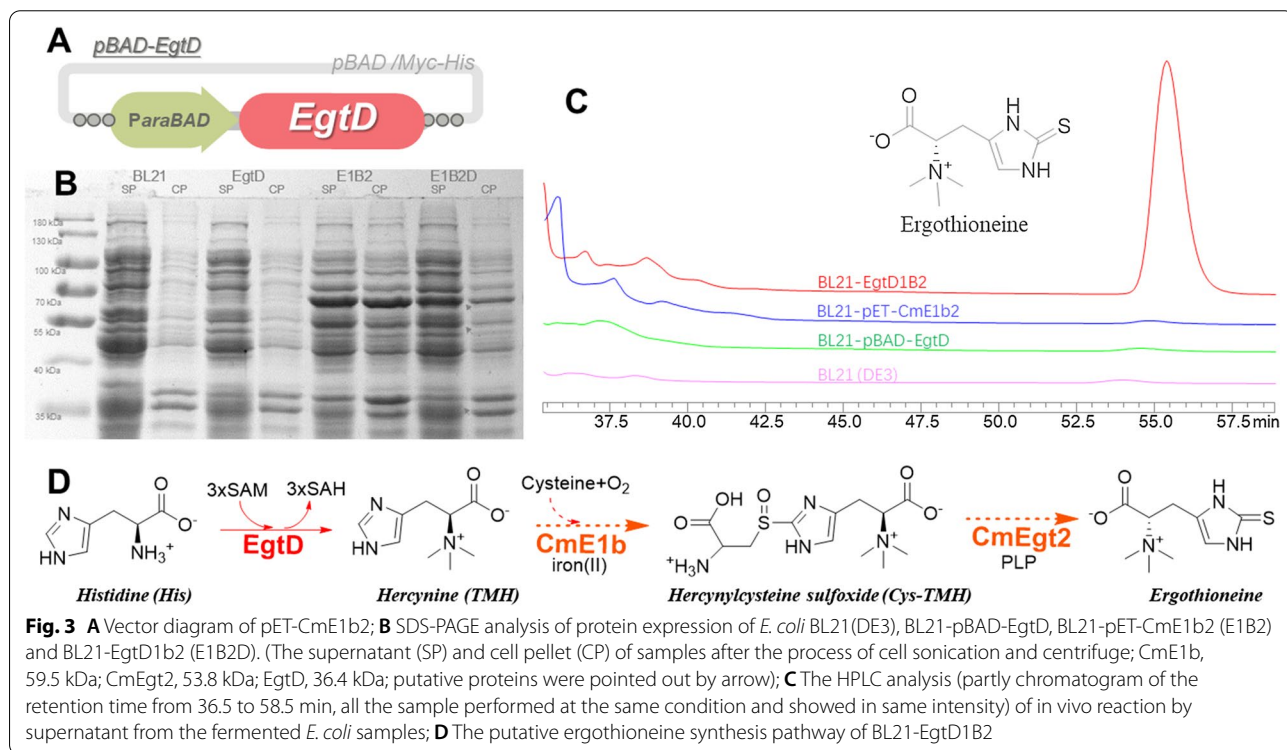 A
pBAD-EgtD
pBAD /Myc-His
ParaBAD
EgtD
B
BL21 EgtD E1B2 E1B2D
SP CP SP CP SP CP SP CP
180 kDa
130 kDa
100 kDa
70 kDa
55 kDa
40 kDa
35 kDa
C
O
HN
S
-O
N+
NH
Ergothioneine
BL21-EgtD1B2
BL21-pET-CmE1b2
BL21-pBAD-EgtD
BL21 (DE3)
37.5 40.0 42.5 45.0 47.5 50.0 52.5 55.0 57.5 min
D
N
HN
O
O-
NH3+
Histidine (His)
3xSAM 3xSAH
EgtD
N
HN
O
O-
N+
Hercynine (TMH)
Cysteine+O2
CmE1b
iron(II)
OH
O
+H3N
O
S
N
HN
O
O-
N+
Hercynylcysteine sulfoxide (Cys-TMH)
CmEgt2
PLP
O
-O
N+
HN
S
NH
Ergothioneine
Fig. 3 A Vector diagram of pET-CmE1b2; B SDS-PAGE analysis of protein expression of E. coli BL21(DE3), BL21-pBAD-EgtD, BL21-pET-CmE1b2 (E1B2)
and BL21-EgtD1b2 (E1B2D). (The supernatant (SP) and cell pellet (CP) of samples after the process of cell sonication and centrifuge; CmE1b,
59.5 kDa; CmEgt2, 53.8 kDa; EgtD, 36.4 kDa; putative proteins were pointed out by arrow); C The HPLC analysis (partly chromatogram of the
retention time from 36.5 to 58.5 min, all the sample performed at the same condition and showed in same intensity) of in vivo reaction by
supernatant from the fermented E. coli samples; D The putative ergothioneine synthesis pathway of BL21-EgtD1B2